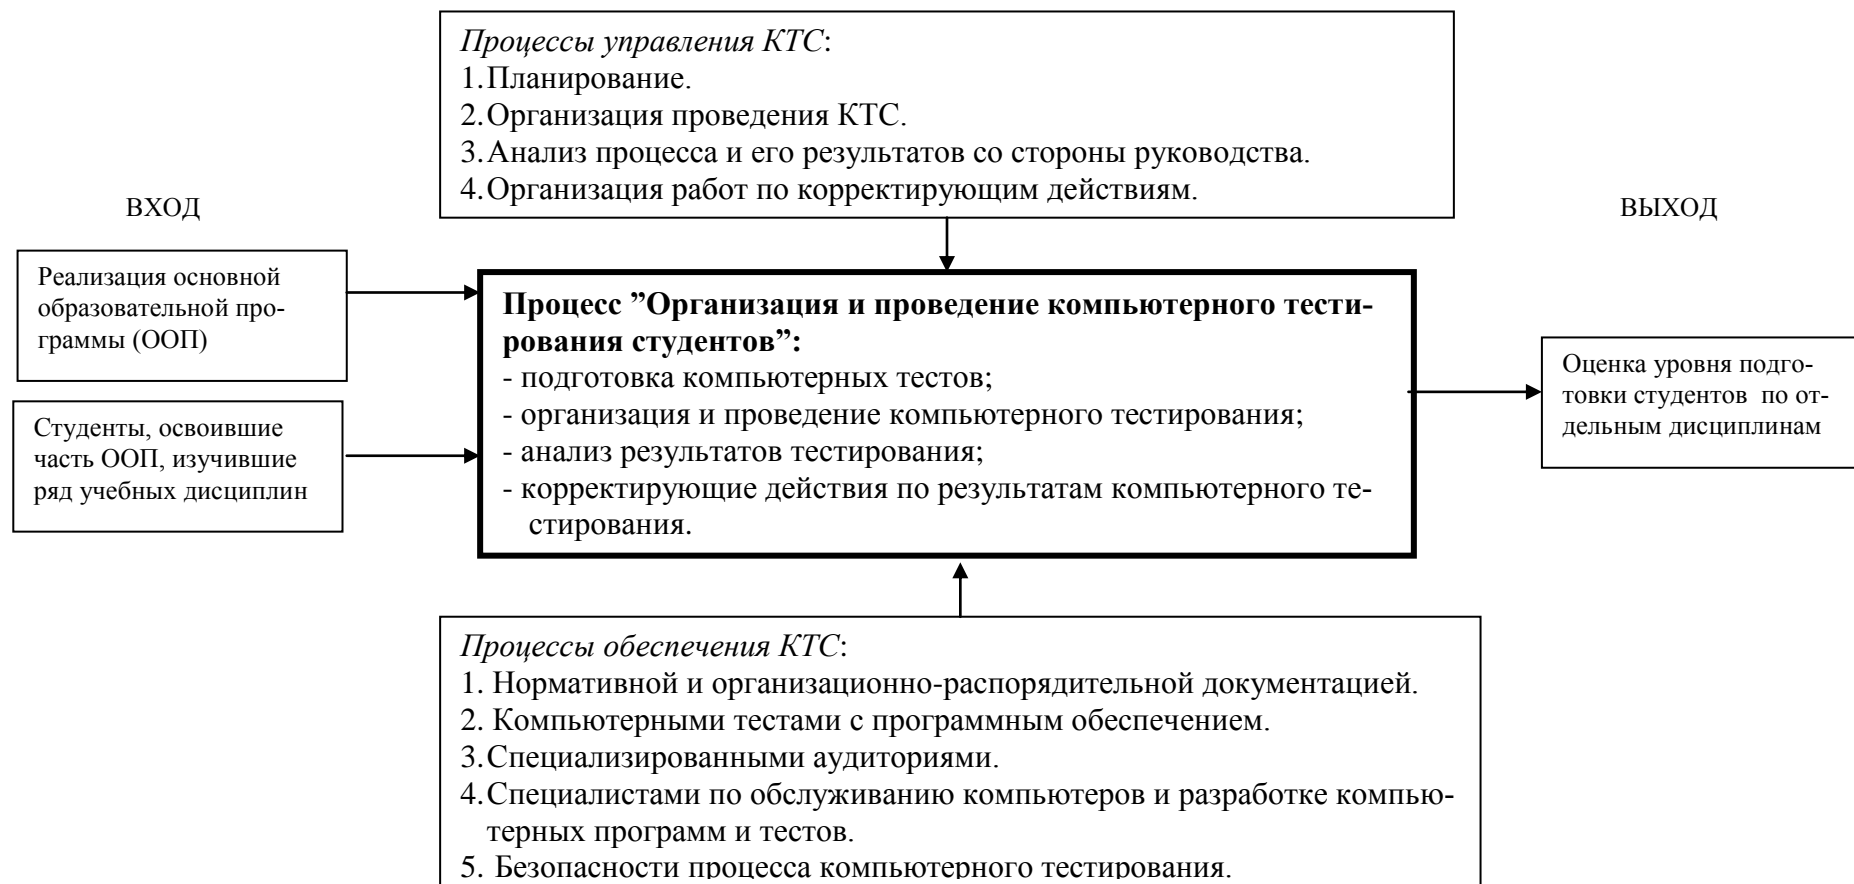 Процессы управления КТС:
1.Планирование.
2.Организация проведения КТС.
3.Анализ процесса и его результатов со стороны руководства.
4.Организация работ по корректирующим действиям.
ВХОД
ВЫХОД
Реализация основной
образовательной про-
граммы (ООП)
Студенты, освоившие
часть ООП, изучившие
ряд учебных дисциплин
Процесс ”Организация и проведение компьютерного тести-
рования студентов”:
- подготовка компьютерных тестов;
- организация и проведение компьютерного тестирования;
- анализ результатов тестирования;
- корректирующие действия по результатам компьютерного те-
стирования.
Оценка уровня подго-
товки студентов по от-
дельным дисциплинам
Процессы обеспечения КТС:
1. Нормативной и организационно-распорядительной документацией.
2. Компьютерными тестами с программным обеспечением.
3.Специализированными аудиториями.
4.Специалистами по обслуживанию компьютеров и разработке компью-
терных программ и тестов.
5. Безопасности процесса компьютерного тестирования.